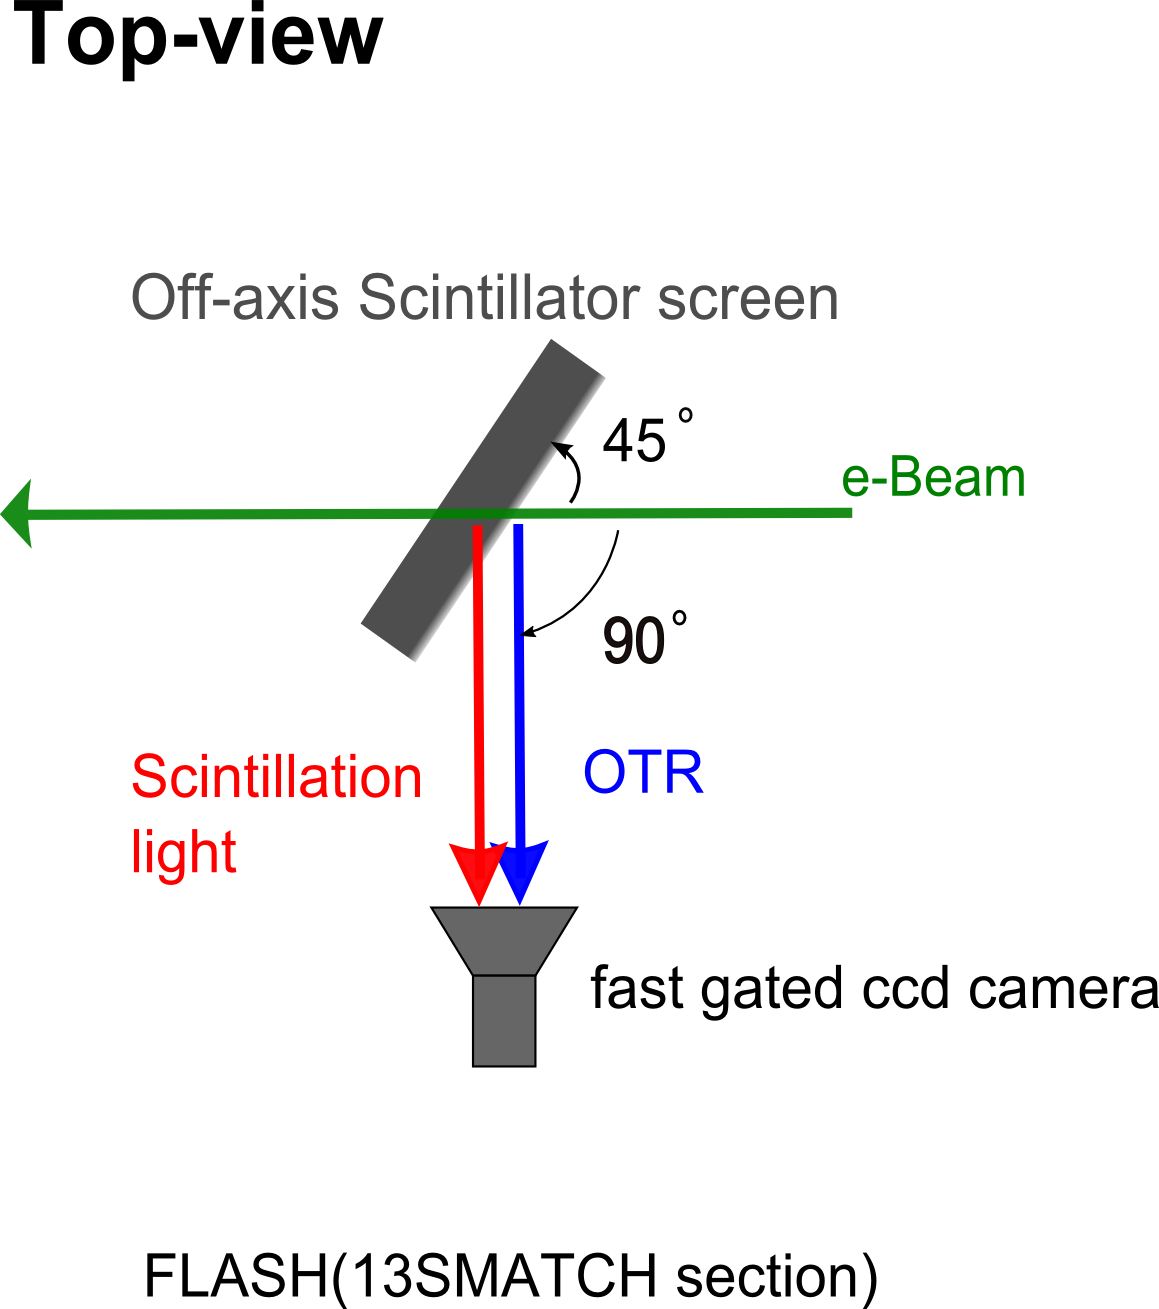 Top-view
Off-axis Scintillator screen
45°
e-Beam
90°
Scintillation
light
OTR
fast gated ccd camera
FLASH(13SMATCH section)